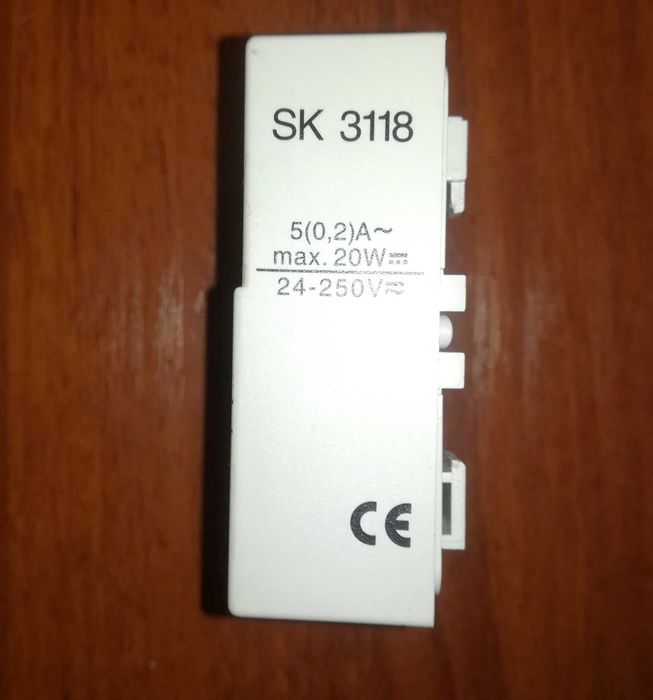 SK 3118
5(0,2)A~
max. 20W⎓
24-250V≂
CE